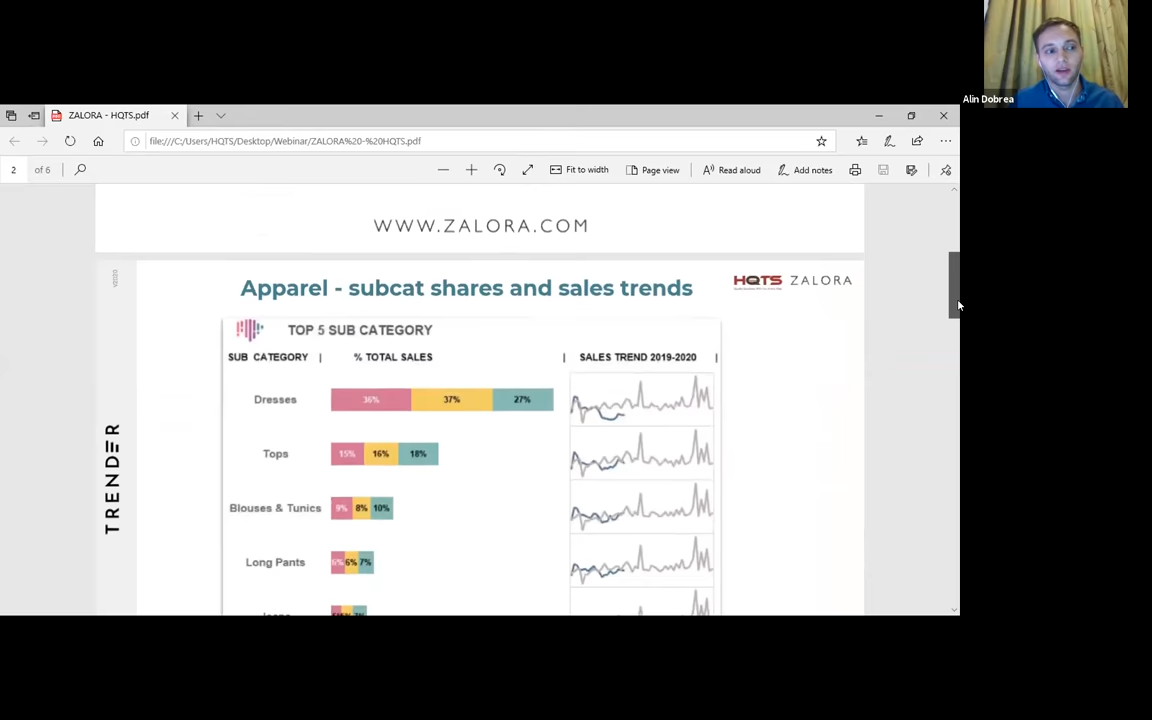 Alin Dobrea
ZALORA - HQTS.pdf
file:///C:/Users/HQTS/Desktop/Webinar/ZALORA%20-%20HQTS.pdf
2 of 6
Fit to width
Page view
Read aloud
Add notes
WWW.ZALORA.COM
V2020
Apparel - subcat shares and sales trends
HQTS ZALORA
TOP 5 SUB CATEGORY
SUB CATEGORY | % TOTAL SALES | SALES TREND 2019-2020 |
Dresses 36% 37% 27%
Tops 15% 16% 18%
Blouses & Tunics 9% 8% 10%
Long Pants 6% 7%
TRENDER